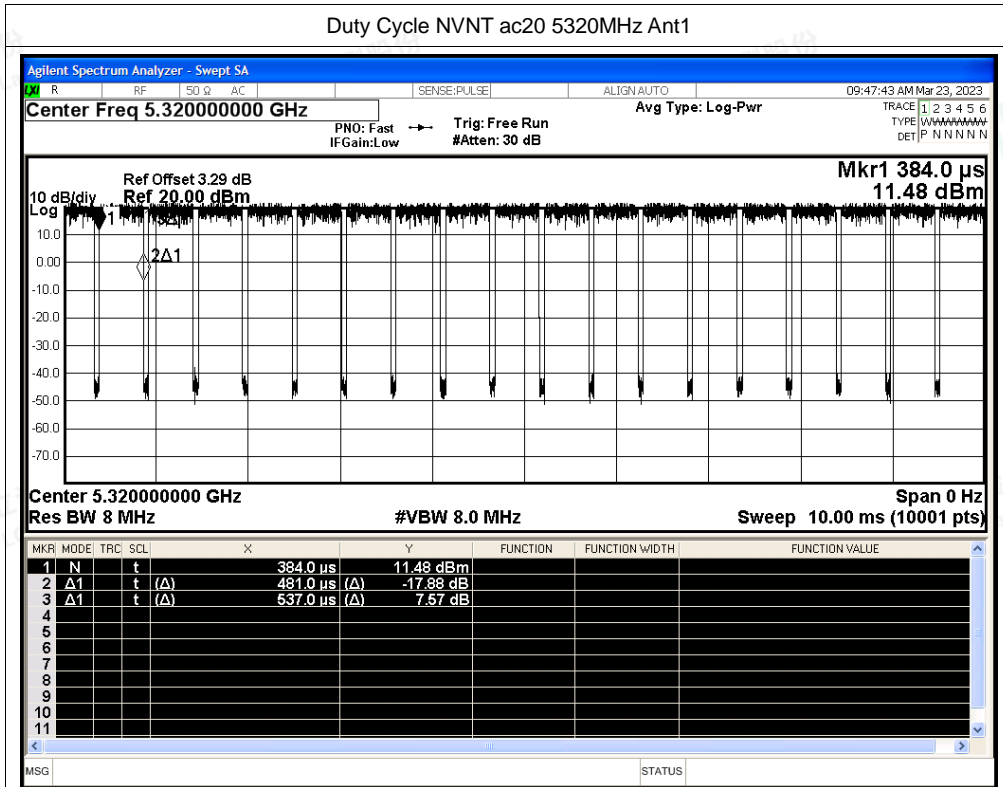 Duty Cycle NVNT ac20 5320MHz Ant1
Agilent Spectrum Analyzer - Swept SA
LXI R RF 50 Ω AC SENSE:PULSE ALIGN AUTO 09:47:43 AM Mar 23, 2023
Center Freq 5.320000000 GHz Avg Type: Log-Pwr TRACE 1 2 3 4 5 6
PNO: Fast Trig: Free Run TYPE W
IFGain:Low #Atten: 30 dB DET P N N N N N
Mkr1 384.0 µs
Ref Offset 3.29 dB
10 dB/div Ref 20.00 dBm 11.48 dBm
Log
1
10.0
0.00 2Δ1
-10.0
-20.0
-30.0
-40.0
-50.0
-60.0
-70.0
Center 5.320000000 GHz Span 0 Hz
Res BW 8 MHz #VBW 8.0 MHz Sweep 10.00 ms (10001 pts)
MKR MODE TRC SCL X Y FUNCTION FUNCTION WIDTH FUNCTION VALUE
1 N t 384.0 µs 11.48 dBm
2 Δ1 t (Δ) 481.0 µs (Δ) -17.88 dB
3 Δ1 t (Δ) 537.0 µs (Δ) 7.57 dB
4
5
6
7
8
9
10
11
MSG STATUS